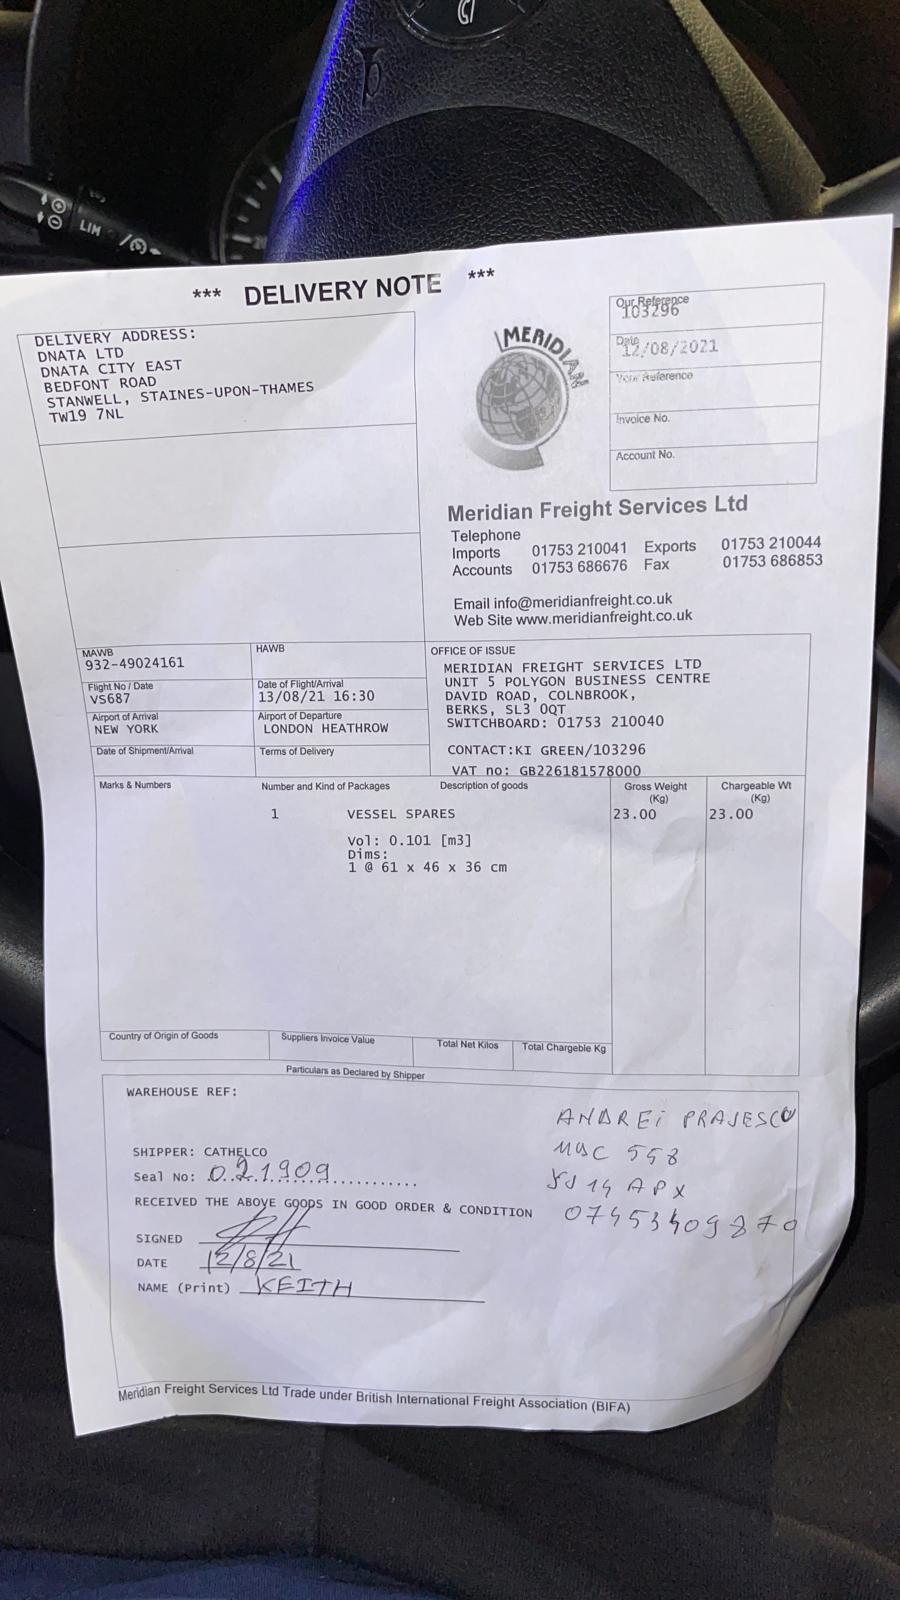 LIM
*** DELIVERY NOTE ***
DELIVERY ADDRESS:
DNATA LTD
DNATA CITY EAST
BEDFONT ROAD
STANWELL, STAINES-UPON-THAMES
TW19 7NL
MERIDIAN
Our Reference
103296
Date
12/08/2021
Your Reference
Invoice No.
Account No.
Meridian Freight Services Ltd
Telephone
Imports 01753 210041 Exports 01753 210044
Accounts 01753 686676 Fax 01753 686853
Email info@meridianfreight.co.uk
Web Site www.meridianfreight.co.uk
MAWB
932-49024161
HAWB
Flight No / Date
VS687
Date of Flight/Arrival
13/08/21 16:30
Airport of Arrival
NEW YORK
Airport of Departure
LONDON HEATHROW
Date of Shipment/Arrival
Terms of Delivery
OFFICE OF ISSUE
MERIDIAN FREIGHT SERVICES LTD
UNIT 5 POLYGON BUSINESS CENTRE
DAVID ROAD, COLNBROOK,
BERKS, SL3 0QT
SWITCHBOARD: 01753 210040
CONTACT:KI GREEN/103296
VAT no: GB226181578000
Marks & Numbers Number and Kind of Packages Description of goods Gross Weight (Kg) Chargeable Wt (Kg)
1 VESSEL SPARES 23.00 23.00
Vol: 0.101 [m3]
Dims:
1 @ 61 x 46 x 36 cm
Country of Origin of Goods Suppliers Invoice Value Total Net Kilos Total Chargeble Kg
Particulars as Declared by Shipper
WAREHOUSE REF:
ANDREI PRAJESCU
SHIPPER: CATHELCO
Seal No: 021909
558
APX
RECEIVED THE ABOVE GOODS IN GOOD ORDER & CONDITION
07453409870
SIGNED
DATE 12/8/21
NAME (Print) KEITH
Meridian Freight Services Ltd Trade under British International Freight Association (BIFA)